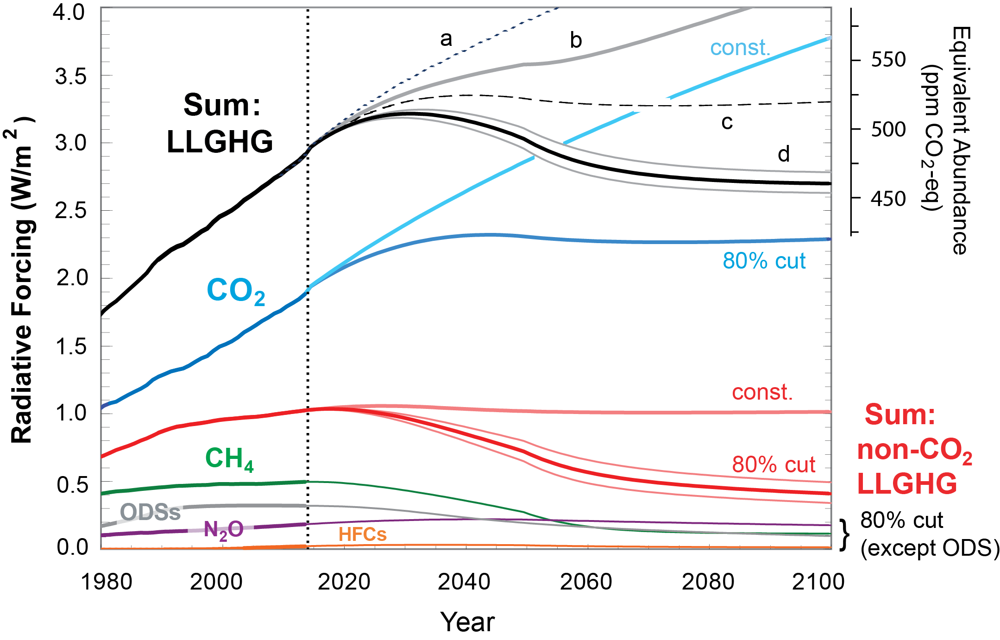 4.0
3.5
3.0
2.5
2.0
1.5
1.0
0.5
0.0
Radiative Forcing (W/m²)
Sum:
LLGHG
a
b
const.
c
d
CO₂
80% cut
const.
80% cut
CH₄
ODSs
N₂O
HFCs
550
500
450
Equivalent Abundance
(ppm CO₂-eq)
Sum:
non-CO₂
LLGHG
} 80% cut
(except ODS)
1980 2000 2020 2040 2060 2080 2100
Year